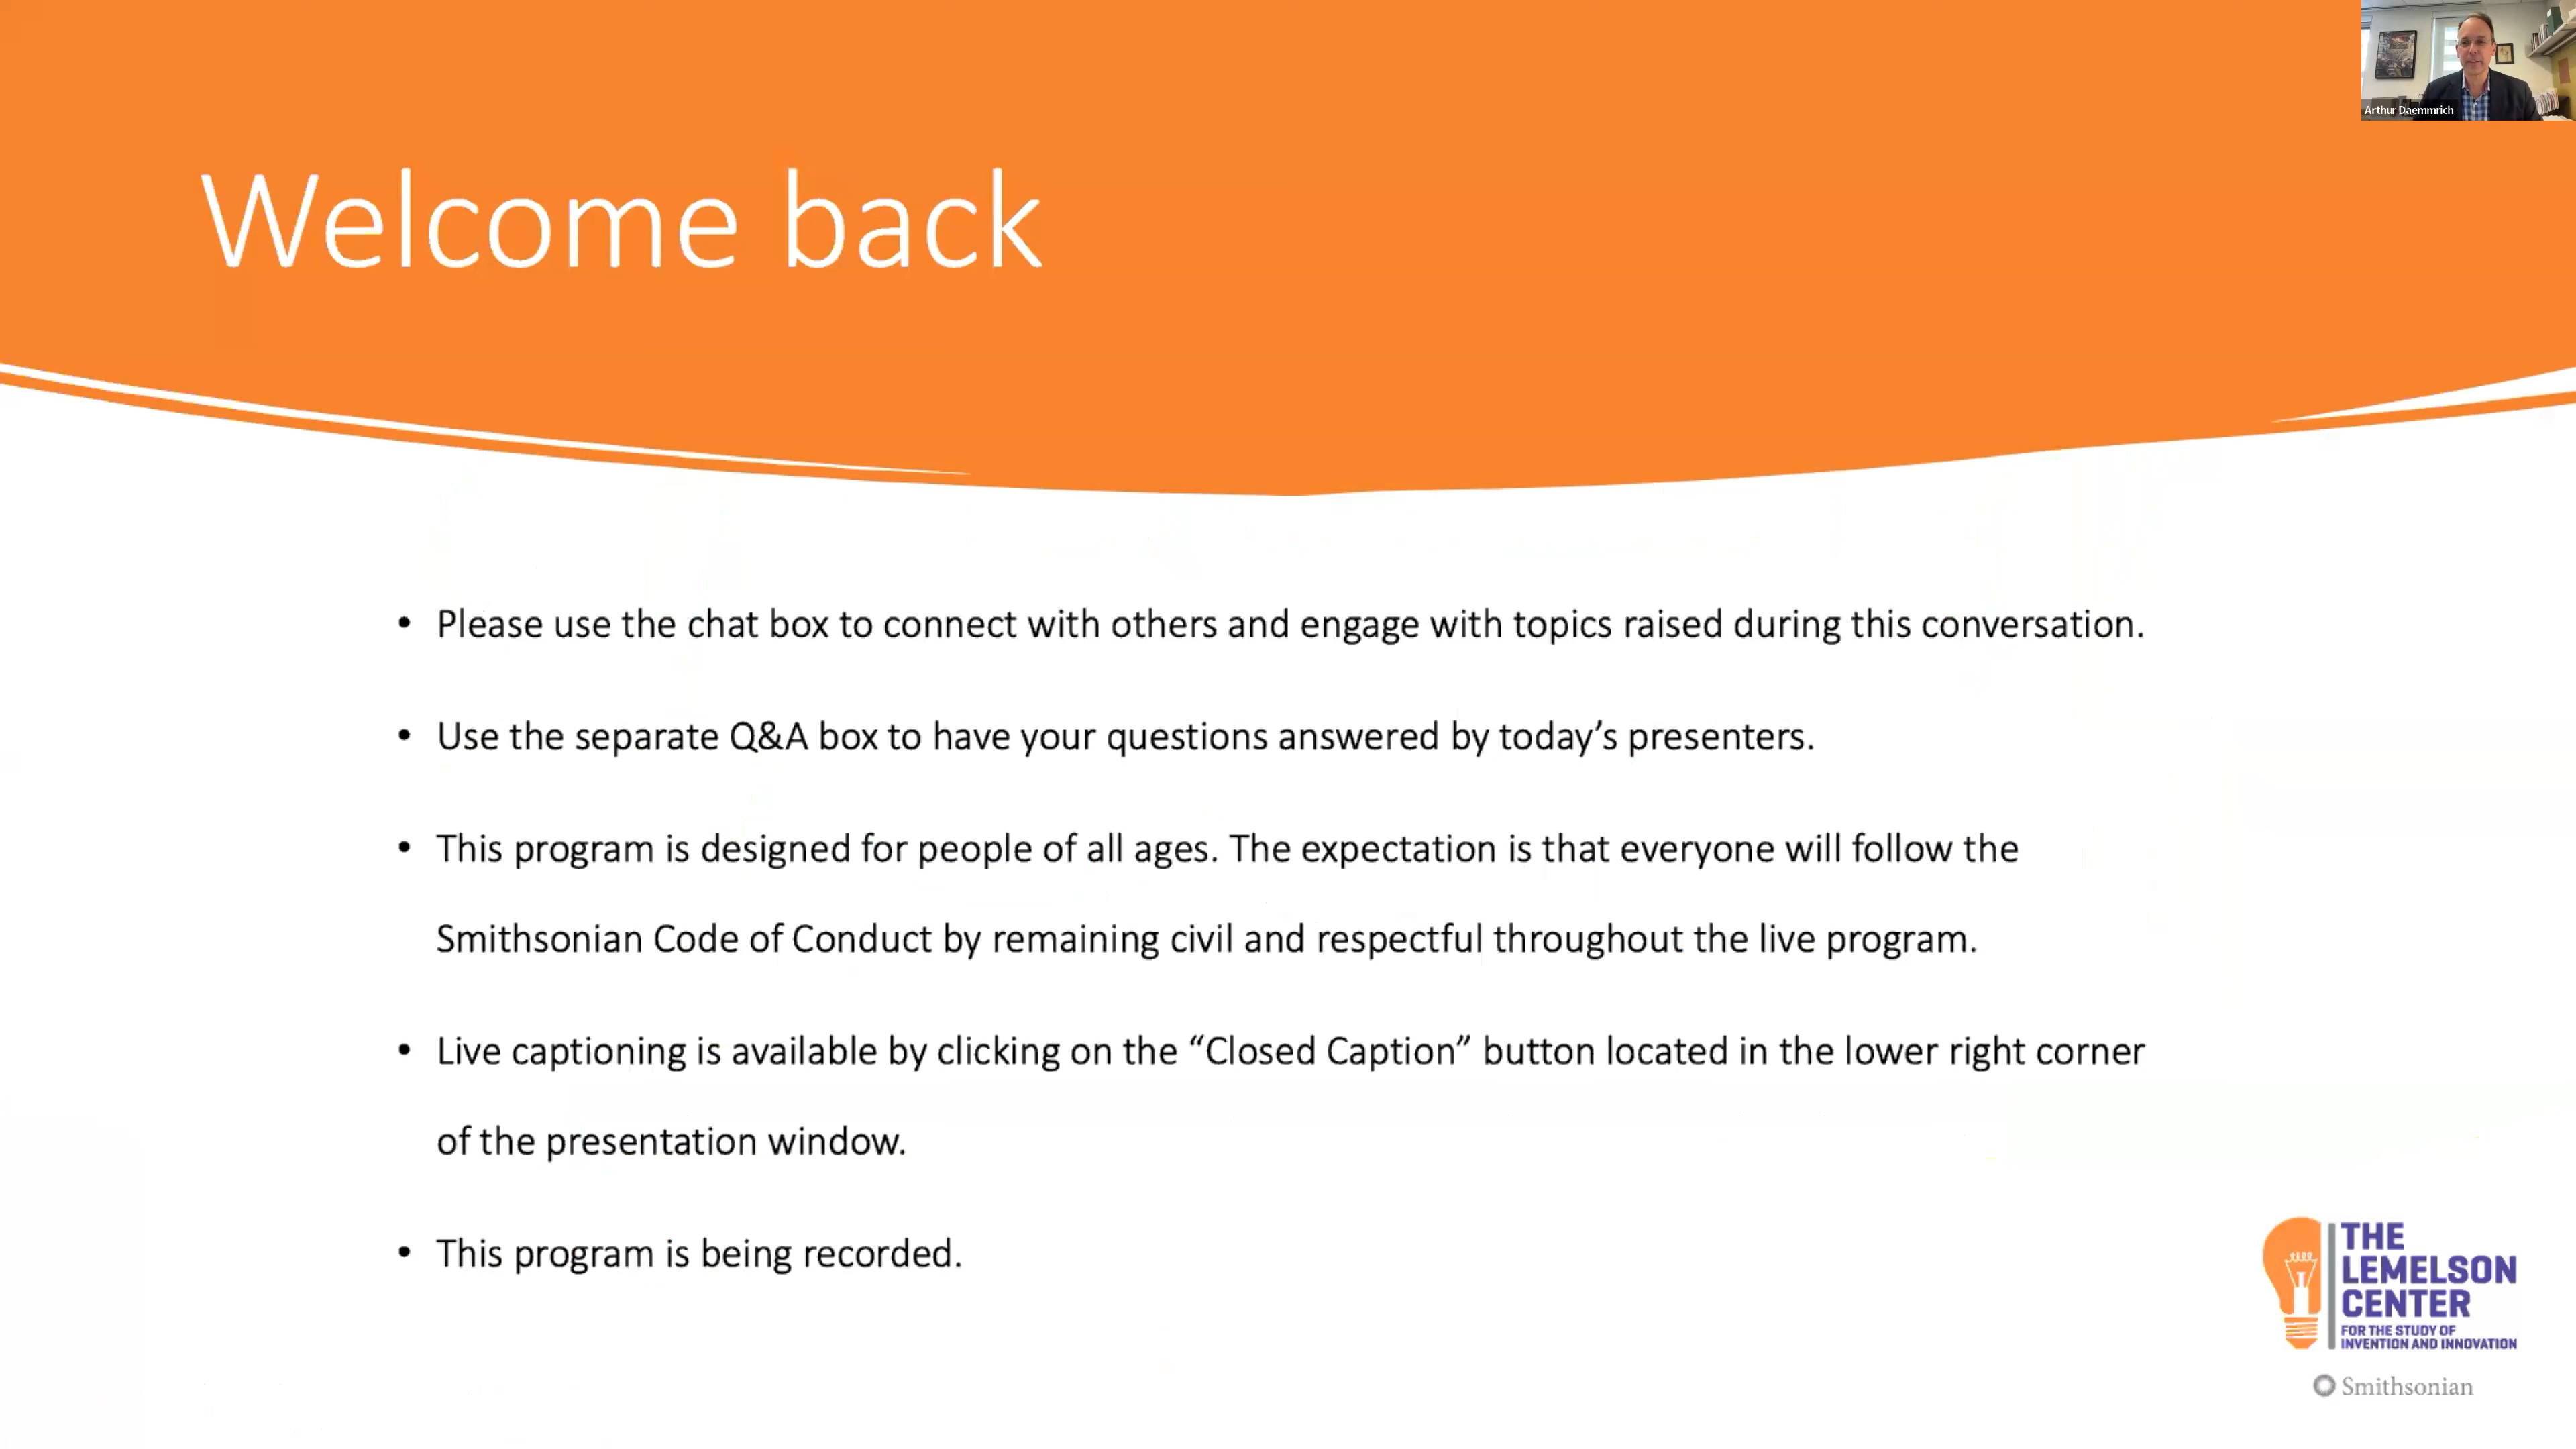 Arthur Daemmrich
Welcome back
• Please use the chat box to connect with others and engage with topics raised during this conversation.
• Use the separate Q&A box to have your questions answered by today’s presenters.
• This program is designed for people of all ages. The expectation is that everyone will follow the
Smithsonian Code of Conduct by remaining civil and respectful throughout the live program.
• Live captioning is available by clicking on the “Closed Caption” button located in the lower right corner
of the presentation window.
• This program is being recorded.
THE
LEMELSON
CENTER
FOR THE STUDY OF
INVENTION AND INNOVATION
Smithsonian